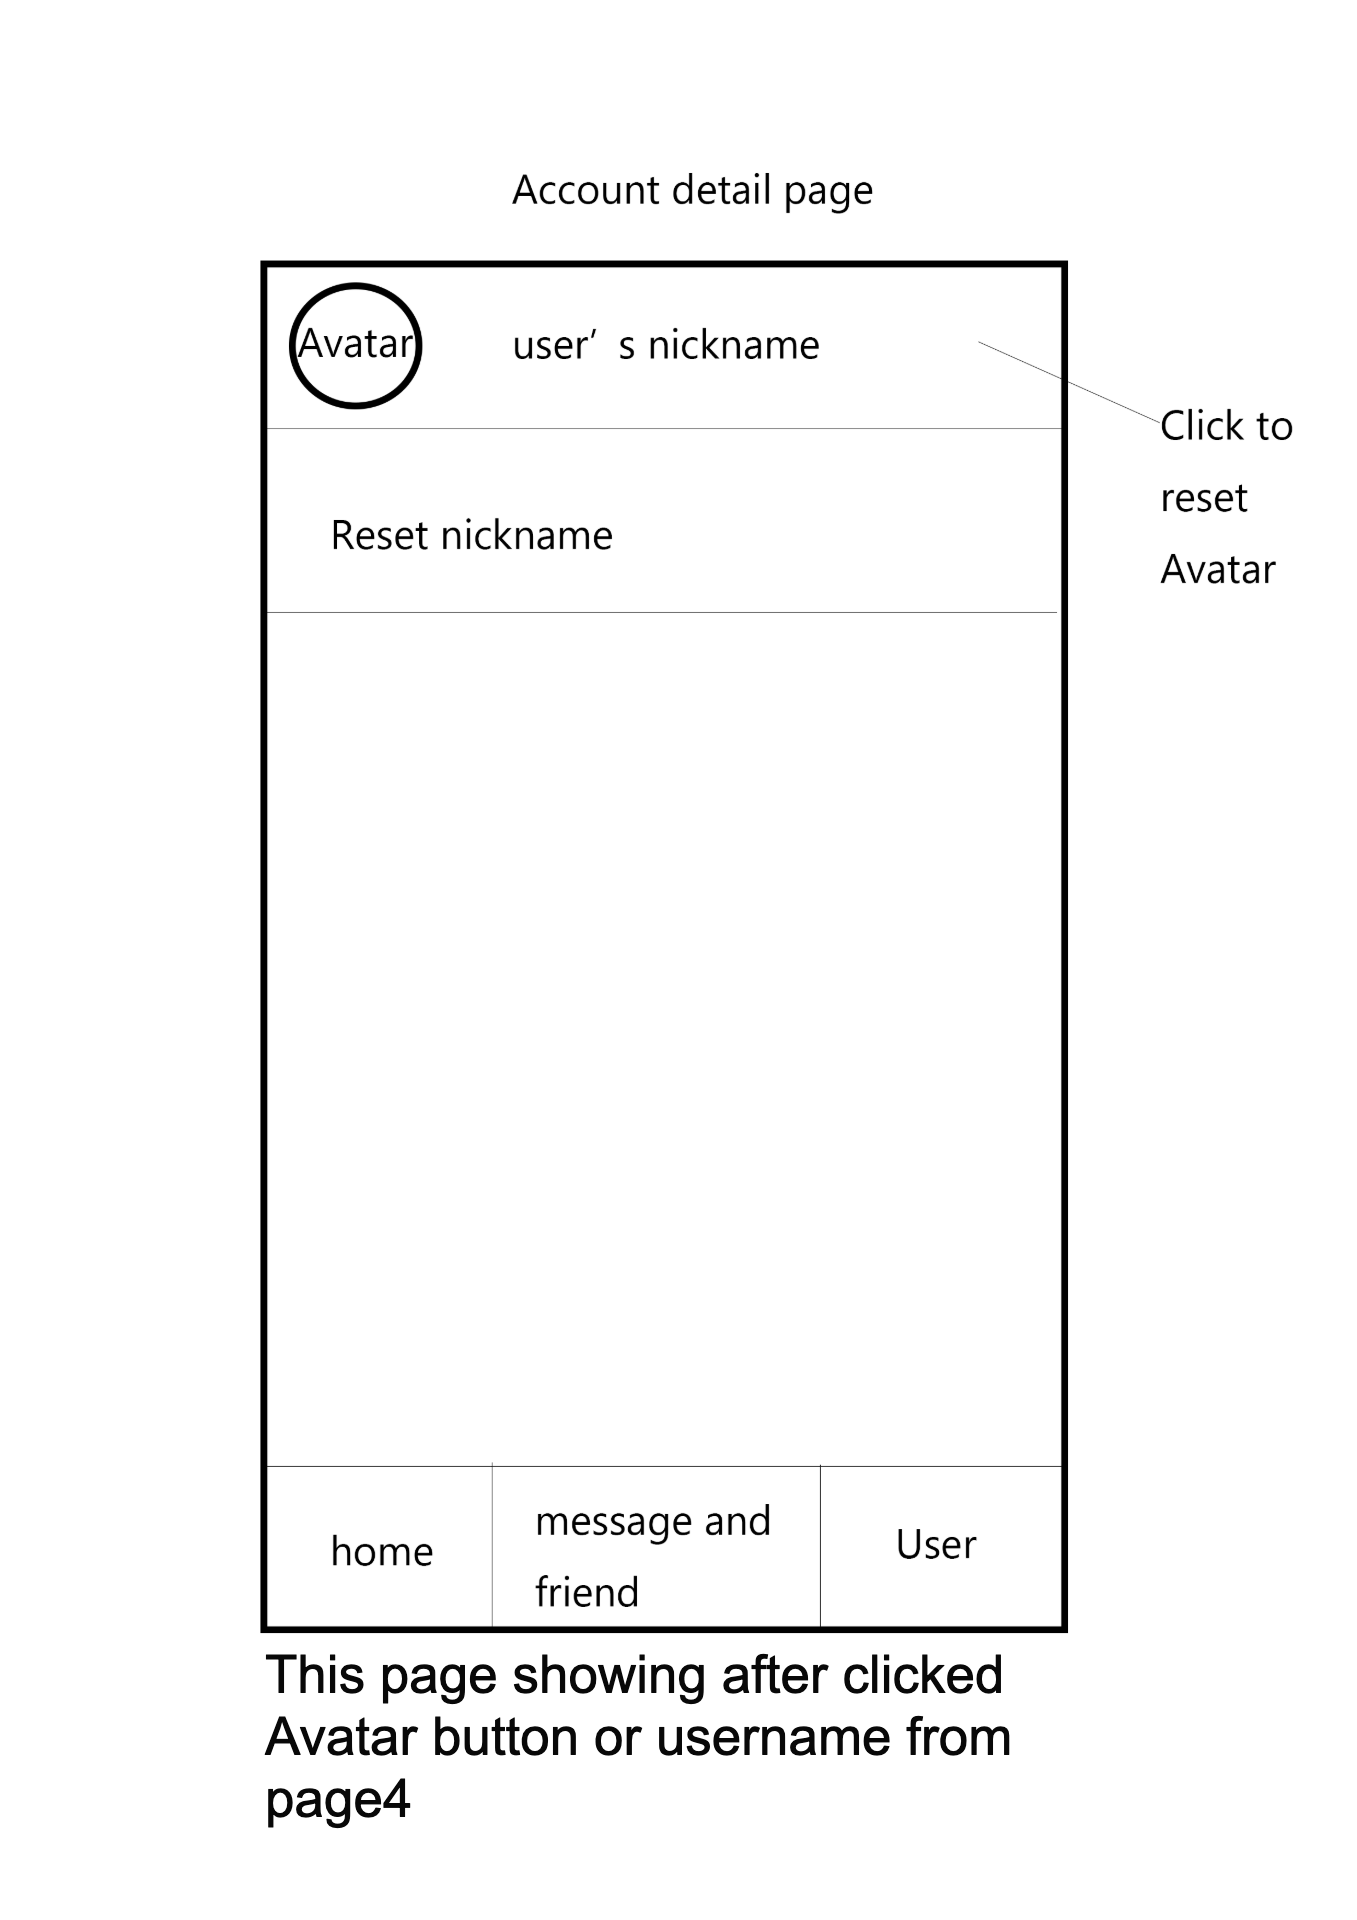 Account detail page
Avatar
user′ s nickname
Click to
reset
Avatar
Reset nickname
home
message and
friend
User
This page showing after clicked
Avatar button or username from
page4